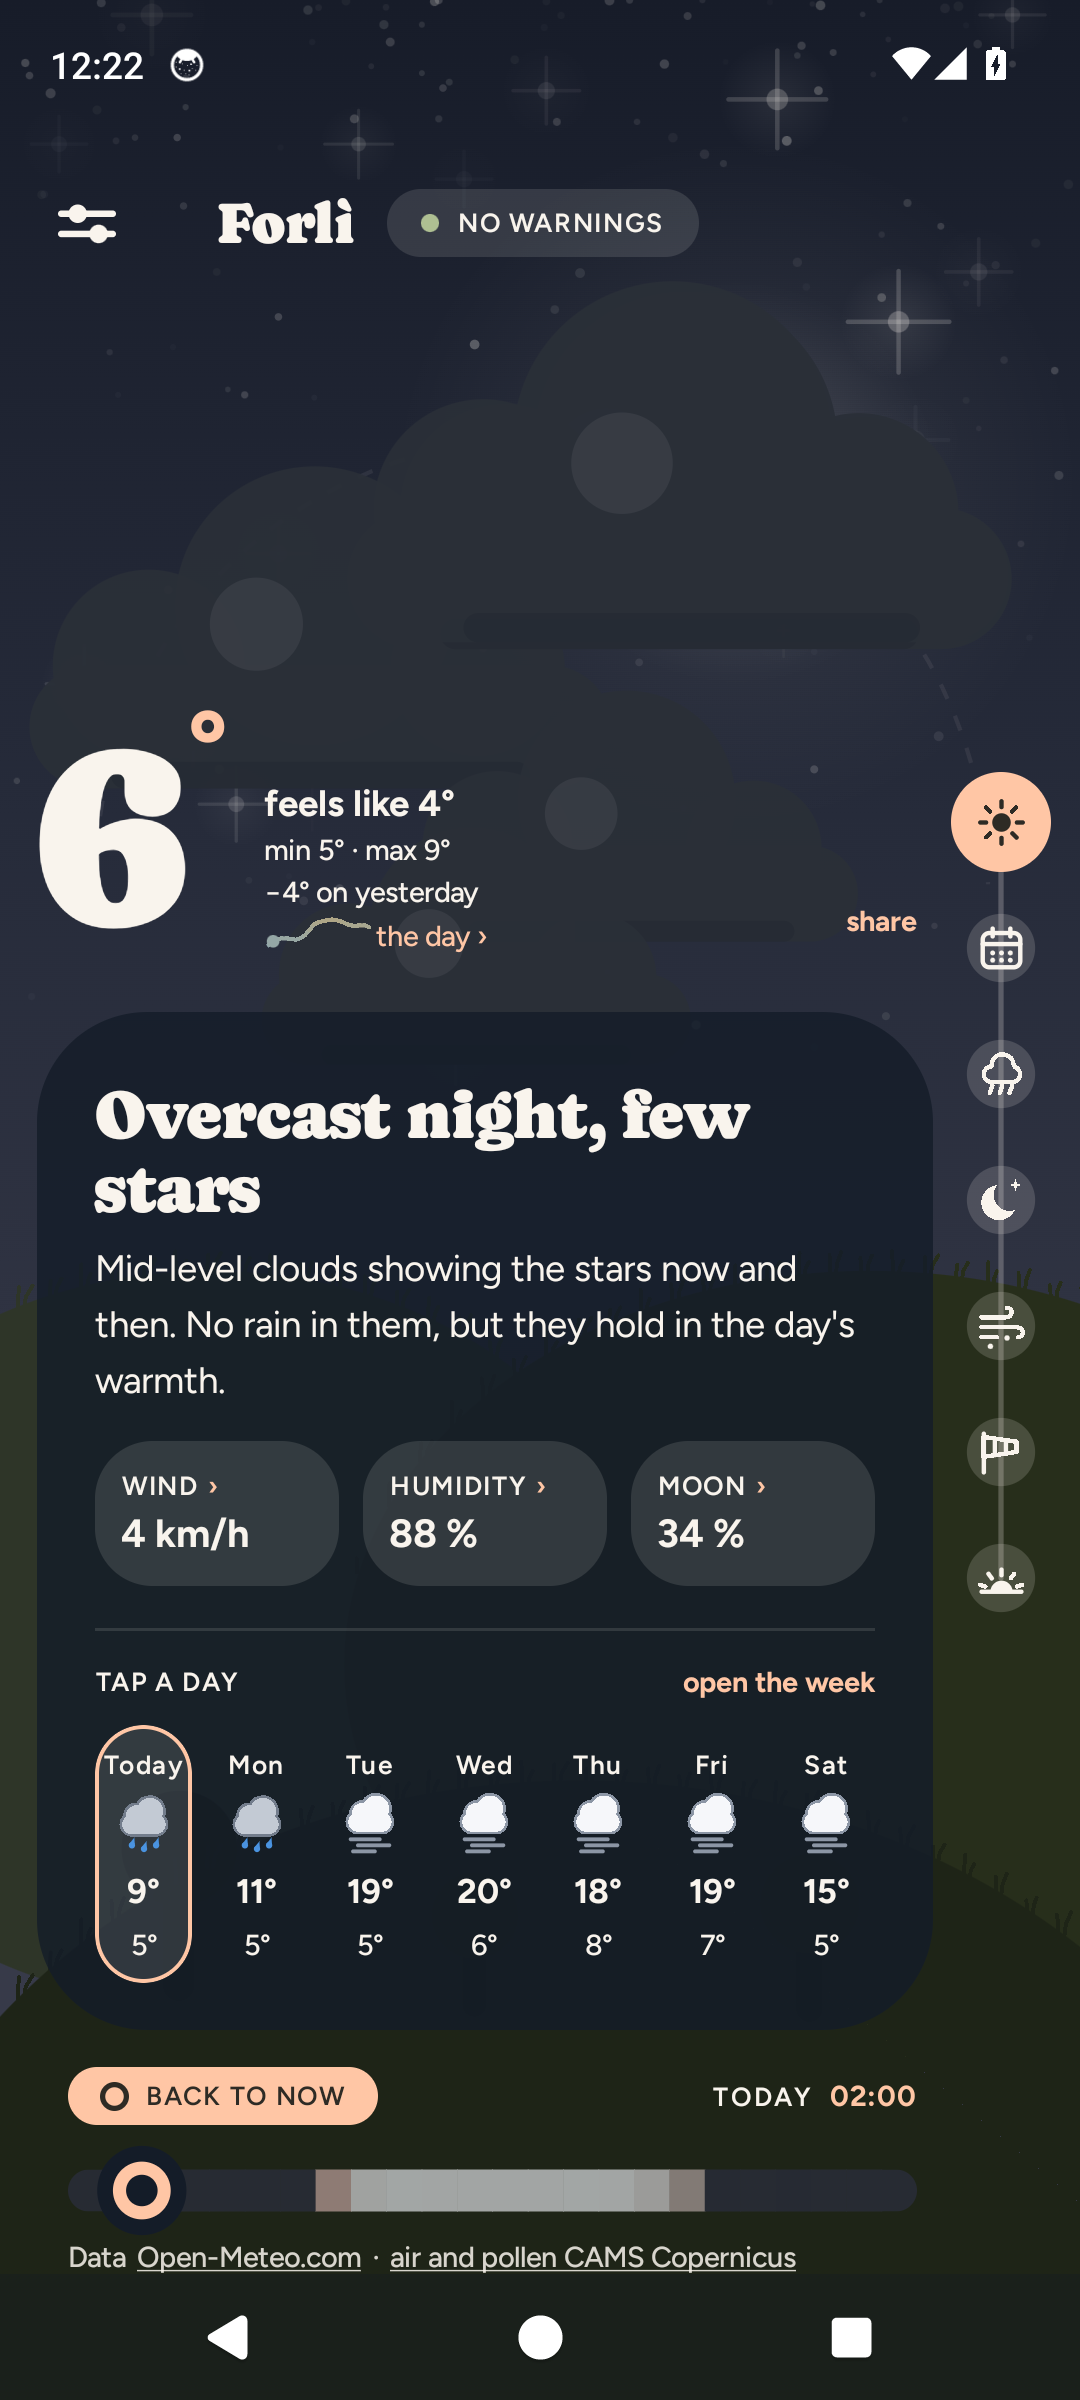 12:22
Forlì
NO WARNINGS
6°
feels like 4°
min 5° · max 9°
−4° on yesterday
the day ›
share
Overcast night, few
stars
Mid-level clouds showing the stars now and
then. No rain in them, but they hold in the day's
warmth.
WIND › HUMIDITY › MOON ›
4 km/h 88 % 34 %
TAP A DAY open the week
Today Mon Tue Wed Thu Fri Sat
9° 11° 19° 20° 18° 19° 15°
5° 5° 5° 6° 8° 7° 5°
BACK TO NOW TODAY 02:00
Data Open-Meteo.com · air and pollen CAMS Copernicus